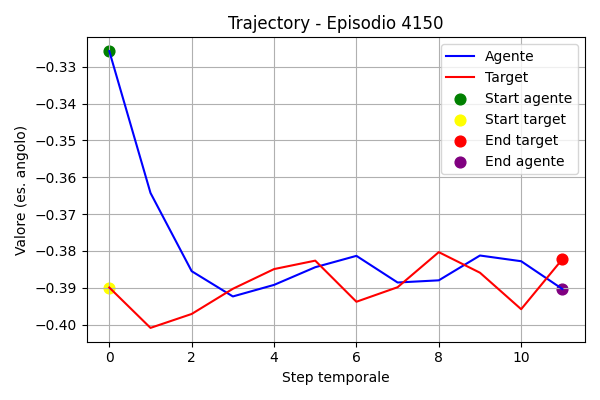 Trajectory - Episodio 4150
Agente
Target
Start agente
Start target
End target
End agente
Valore (es. angolo)
−0.33
−0.34
−0.35
−0.36
−0.37
−0.38
−0.39
−0.40
0 2 4 6 8 10
Step temporale